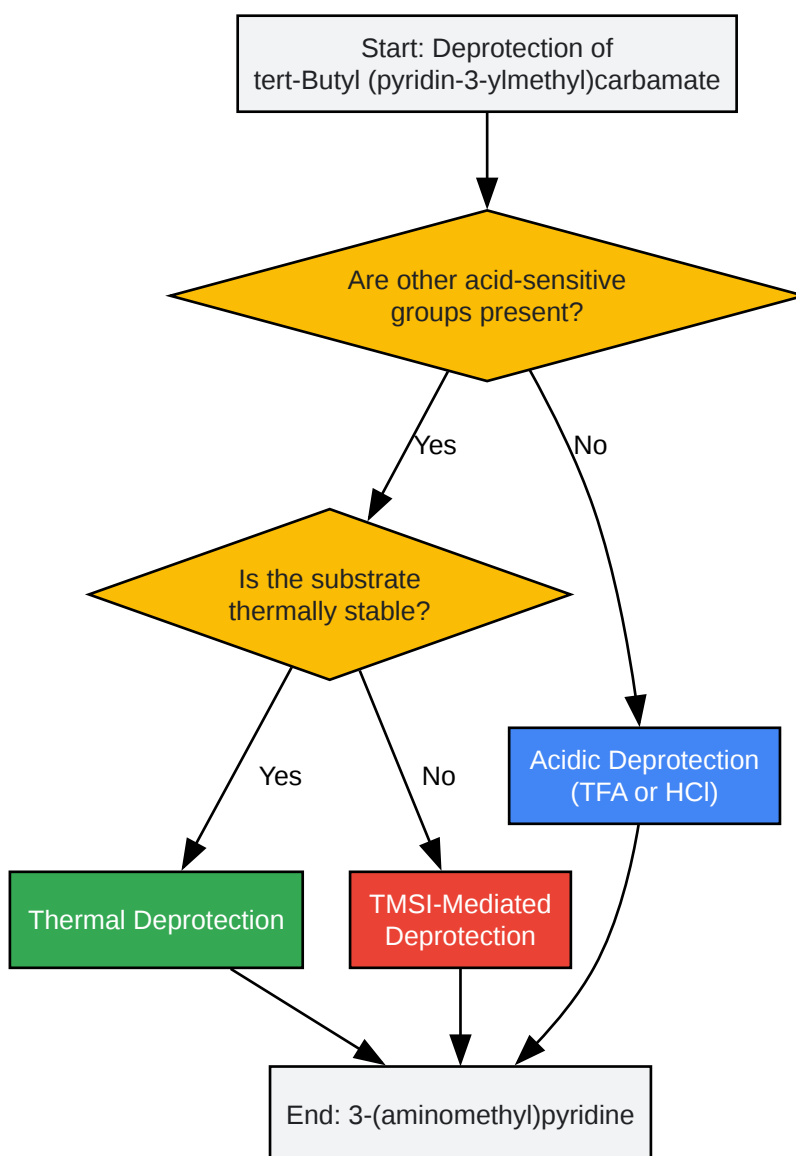 Start: Deprotection of
tert-Butyl (pyridin-3-ylmethyl)carbamate
Are other acid-sensitive
groups present?
Yes
No
Is the substrate
thermally stable?
Yes
No
Acidic Deprotection
(TFA or HCl)
Thermal Deprotection
TMSI-Mediated
Deprotection
End: 3-(aminomethyl)pyridine